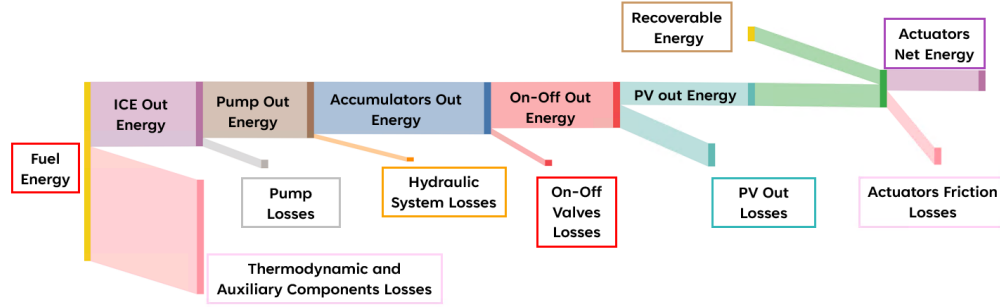 Recoverable
Energy
Actuators
Net Energy
ICE Out
Energy
Pump Out
Energy
Accumulators Out
Energy
On-Off Out
Energy
PV out Energy
Fuel
Energy
Pump
Losses
Hydraulic
System Losses
On-Off
Valves
Losses
PV Out
Losses
Actuators Friction
Losses
Thermodynamic and
Auxiliary Components Losses